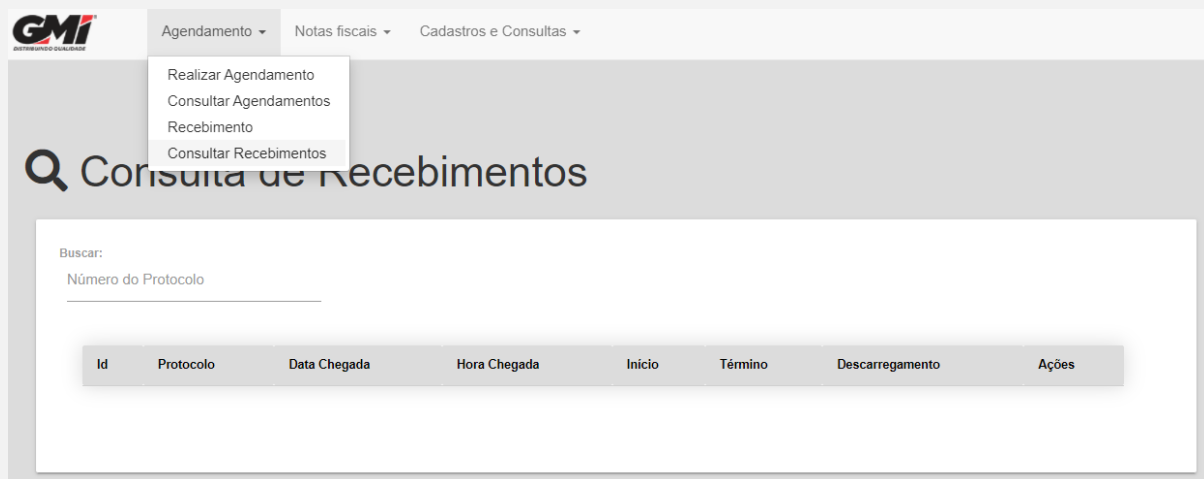 GMi
DISTRIBUINDO QUALIDADE
Agendamento Notas fiscais Cadastros e Consultas
Realizar Agendamento
Consultar Agendamentos
Recebimento
Consultar Recebimentos
Consulta de Recebimentos
Buscar:
Número do Protocolo
Id Protocolo Data Chegada Hora Chegada Início Término Descarregamento Ações